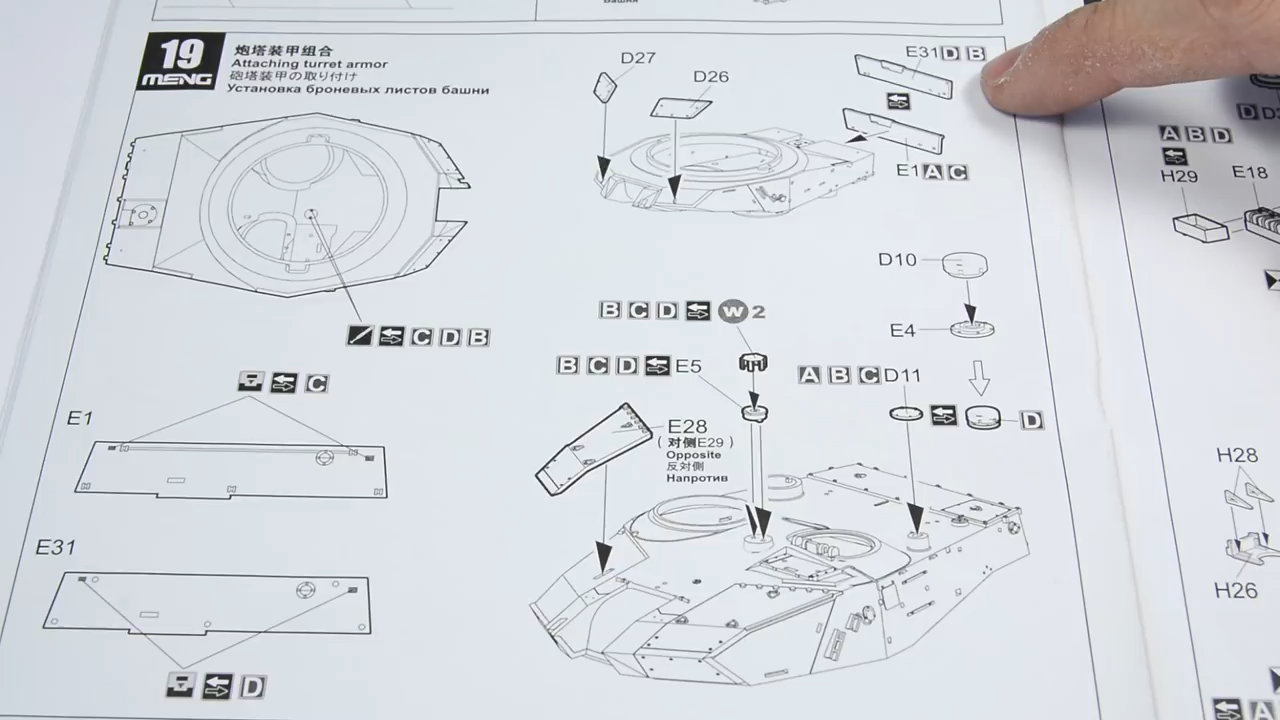 19
MENG
炮塔装甲组合
Attaching turret armor
砲塔装甲の取り付け
Установка броневых листов башни
D27
D26
E31 D B
E1 A C
D10
E4
C D B
B C D W 2
B C D E5
A B C D11
D
C
E1
E28
(对侧E29)
Opposite
反対側
Напротив
E31
D
A B D
H29
E18
H28
H26
A